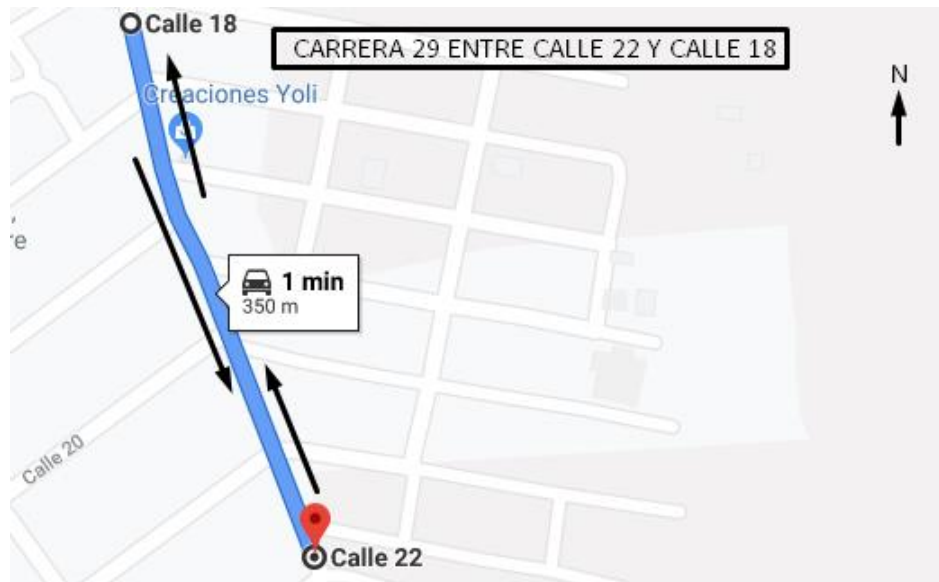 Calle 18
CARRERA 29 ENTRE CALLE 22 Y CALLE 18
N
Creaciones Yoli
e
1 min
350 m
Calle 20
Calle 22